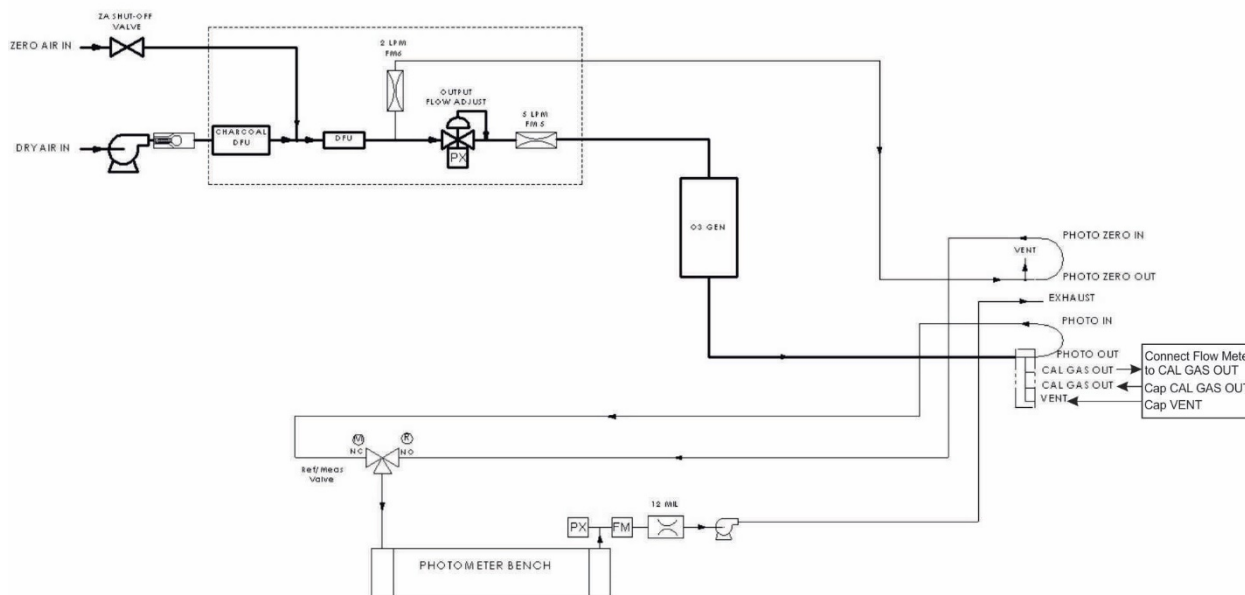 ZA SHUT-OFF
VALVE
ZERO AIR IN
2 LPM
FM6
OUTPUT
FLOW ADJUST
5 LPM
FM 5
CHARCOAL
DFU
DFU
PX
DRY AIR IN
O3 GEN
PHOTO ZERO IN
VENT
PHOTO ZERO OUT
EXHAUST
PHOTO IN
PHOTO OUT
CAL GAS OUT
CAL GAS OUT
VENT
Connect Flow Mete
to CAL GAS OUT
Cap CAL GAS OUT
Cap VENT
M
R
NC
NO
Ref/Meas
Valve
12 MIL
PX
FM
PHOTOMETER BENCH